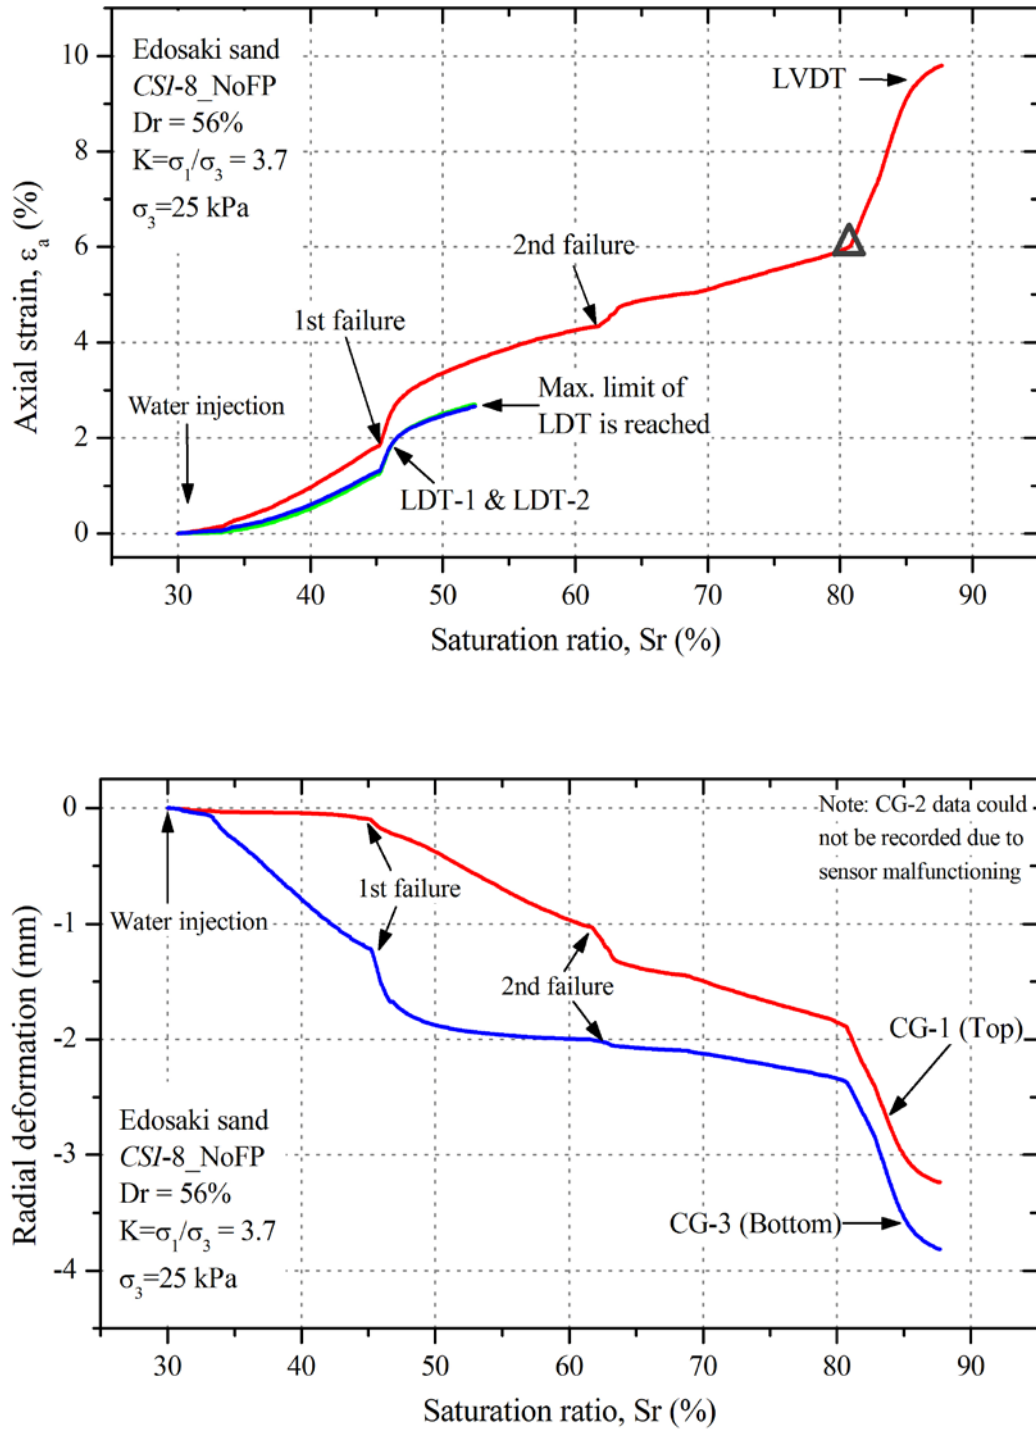 Edosaki sand
CSI-8_NoFP
Dr = 56%
K=σ₁/σ₃ = 3.7
σ₃=25 kPa
LVDT
2nd failure
1st failure
Water injection
Max. limit of
LDT is reached
LDT-1 & LDT-2
10
8
6
4
2
0
Axial strain, εₐ (%)
30 40 50 60 70 80 90
Saturation ratio, Sr (%)
Note: CG-2 data could
not be recorded due to
sensor malfunctioning
1st failure
Water injection
2nd failure
CG-1 (Top)
CG-3 (Bottom)
Edosaki sand
CSI-8_NoFP
Dr = 56%
K=σ₁/σ₃ = 3.7
σ₃=25 kPa
0
-1
-2
-3
-4
Radial deformation (mm)
30 40 50 60 70 80 90
Saturation ratio, Sr (%)